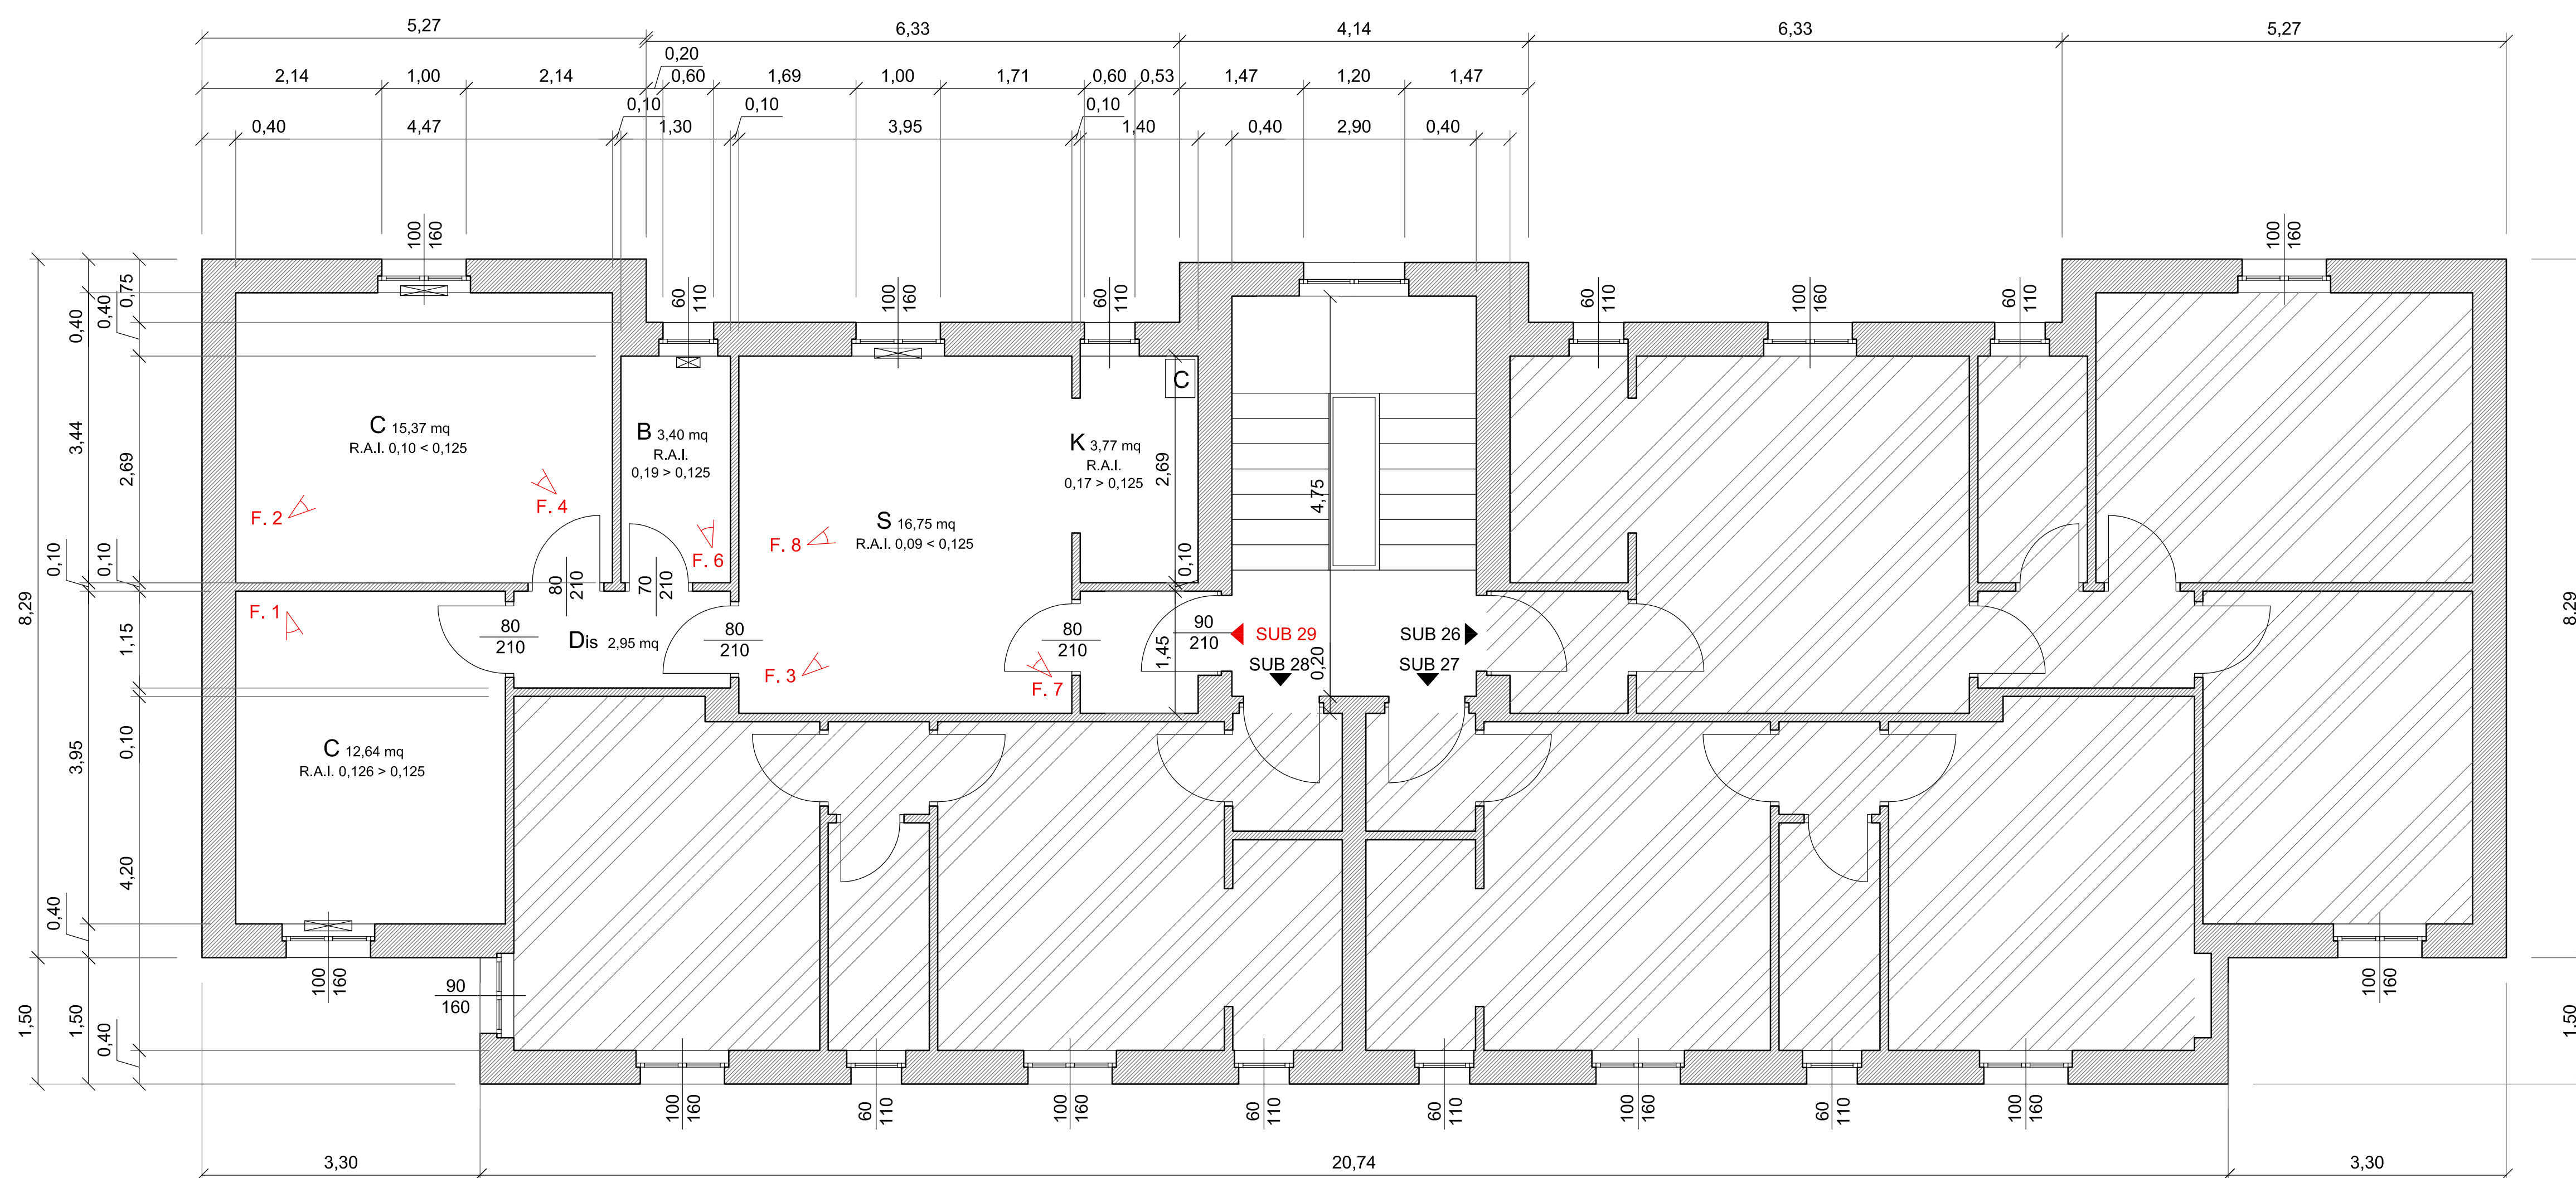 5,27 6,33 4,14 6,33 5,27
0,20
2,14 1,00 2,14 0,60 1,69 1,00 1,71 0,60 0,53 1,47 1,20 1,47
0,10 0,10 0,10
0,40 4,47 1,30 3,95 1,40 0,40 2,90 0,40
100
160
100
160
60
110
100
160
60
110
60
110
100
160
60
110
0,75
0,40
0,40
3,44
2,69
0,10
0,10
8,29
1,15
0,10
3,95
4,20
0,40
1,50
1,50
0,40
8,29
1,50
C 15,37 mq
R.A.I. 0,10 < 0,125
B 3,40 mq
R.A.I.
0,19 > 0,125
C
K 3,77 mq
R.A.I.
0,17 > 0,125
2,69
4,75
S 16,75 mq
R.A.I. 0,09 < 0,125
F. 2
F. 4
F. 6
F. 8
0,10
80
210
70
210
F. 1
80
210
Dis 2,95 mq
80
210
80
210
90
210
1,45
0,20
SUB 29
SUB 26
SUB 28
SUB 27
F. 3
F. 7
C 12,64 mq
R.A.I. 0,126 > 0,125
100
160
90
160
100
160
100
160
60
110
100
160
60
110
60
110
100
160
60
110
100
160
3,30 20,74 3,30